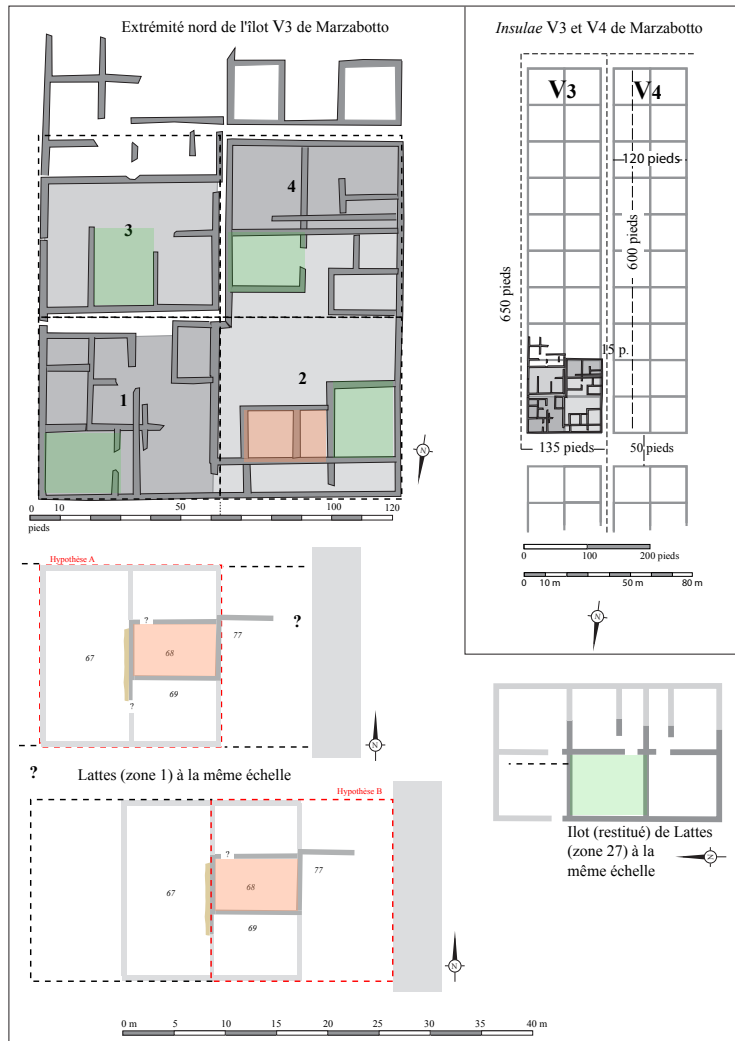 Extrémité nord de l'îlot V3 de Marzabotto
3
4
1
2
N
0 10 50 100 120
pieds
Insulae V3 et V4 de Marzabotto
V3 V4
120 pieds
600 pieds
650 pieds
15 p.
135 pieds
50 pieds
0 100 200 pieds
0 10 m 50 m 80 m
N
Hypothèse A
?
?
77
67
68
69
?
N
?
Lattes (zone 1) à la même échelle
Hypothèse B
?
77
67
68
69
N
Ilot (restitué) de Lattes
(zone 27) à la
même échelle
N
0 m 5 10 15 20 25 30 35 40 m